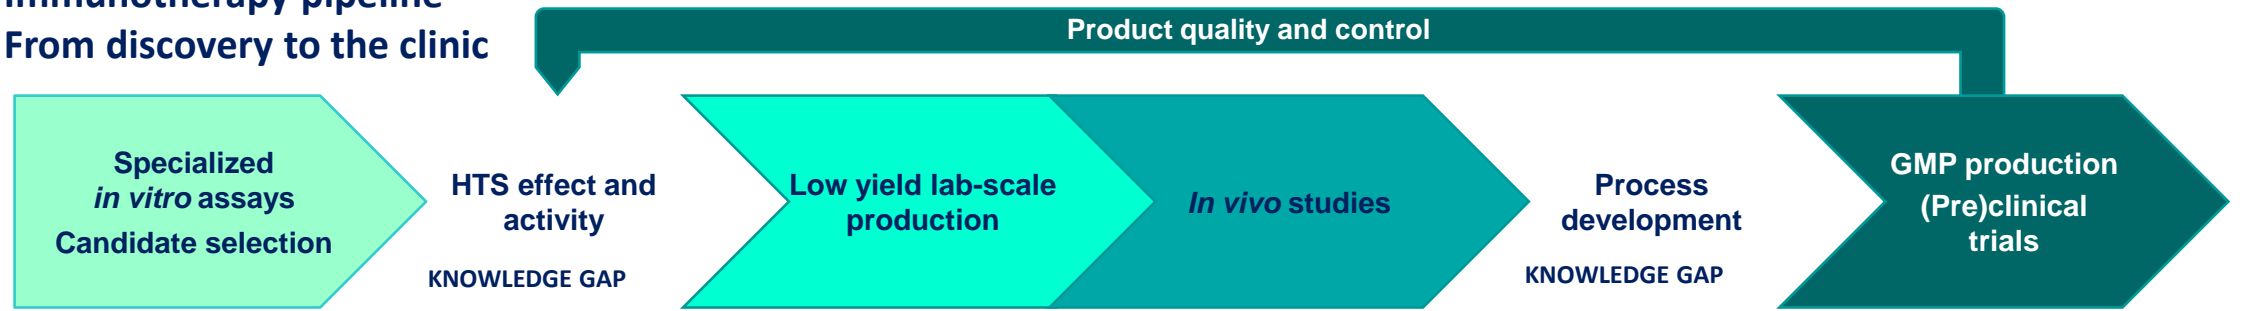 Immunotherapy pipeline
From discovery to the clinic
Product quality and control
Specialized
in vitro assays
Candidate selection
HTS effect and
activity
KNOWLEDGE GAP
Low yield lab-scale
production
In vivo studies
Process
development
KNOWLEDGE GAP
GMP production
(Pre)clinical
trials